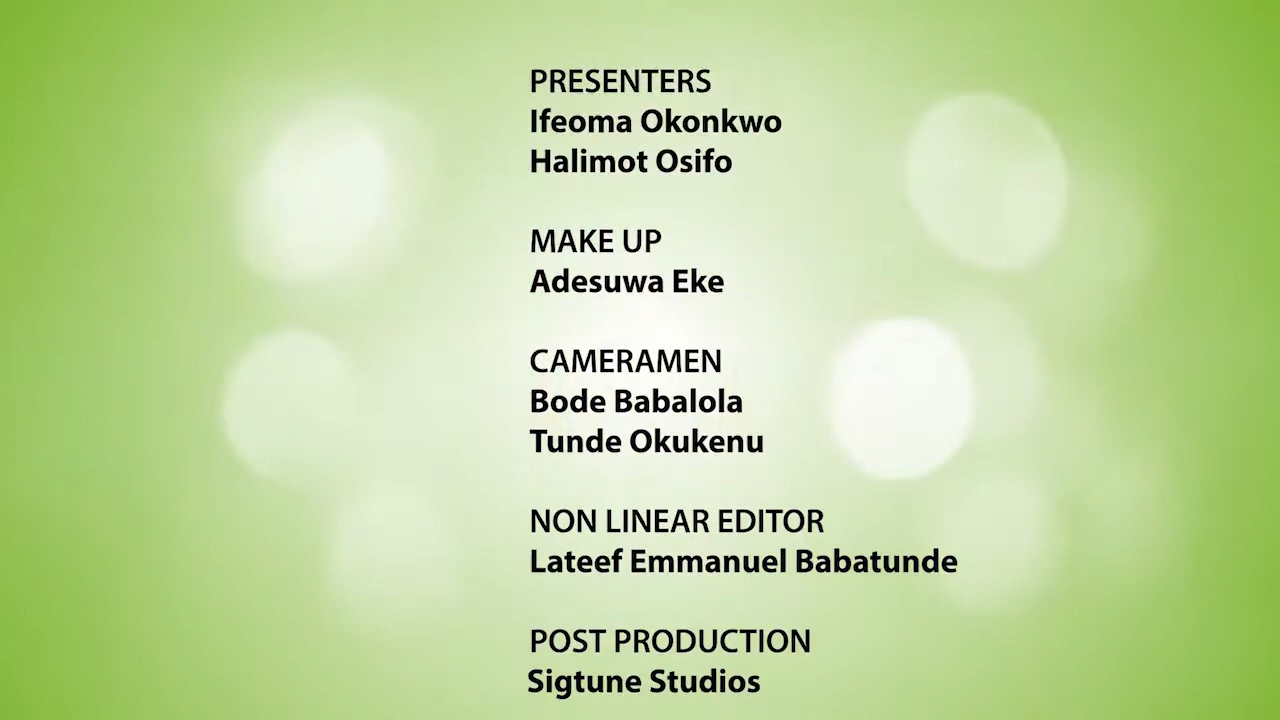 PRESENTERS
Ifeoma Okonkwo
Halimot Osifo
MAKE UP
Adesuwa Eke
CAMERAMEN
Bode Babalola
Tunde Okukenu
NON LINEAR EDITOR
Lateef Emmanuel Babatunde
POST PRODUCTION
Sigtune Studios